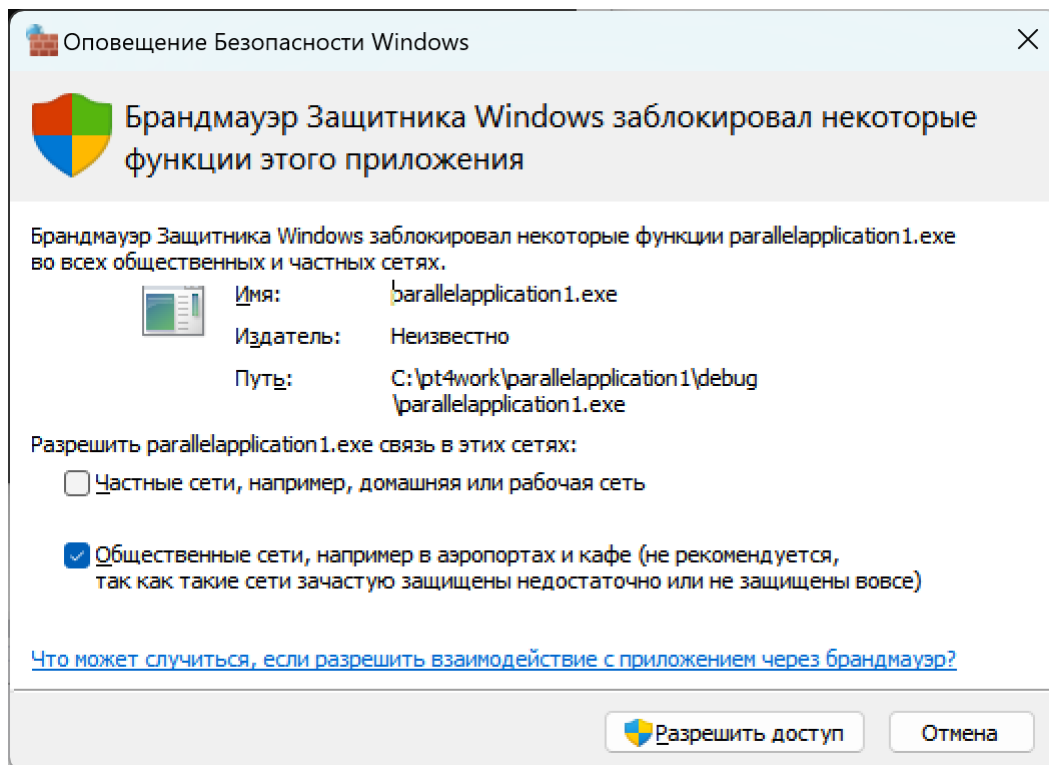 Оповещение Безопасности Windows
Брандмауэр Защитника Windows заблокировал некоторые
функции этого приложения
Брандмауэр Защитника Windows заблокировал некоторые функции parallelapplication1.exe
во всех общественных и частных сетях.
Имя: parallelapplication1.exe
Издатель: Неизвестно
Путь: C:\pt4work\parallelapplication1\debug
\parallelapplication1.exe
Разрешить parallelapplication1.exe связь в этих сетях:
Частные сети, например, домашняя или рабочая сеть
Общественные сети, например в аэропортах и кафе (не рекомендуется,
так как такие сети зачастую защищены недостаточно или не защищены вовсе)
Что может случиться, если разрешить взаимодействие с приложением через брандмауэр?
Разрешить доступ Отмена